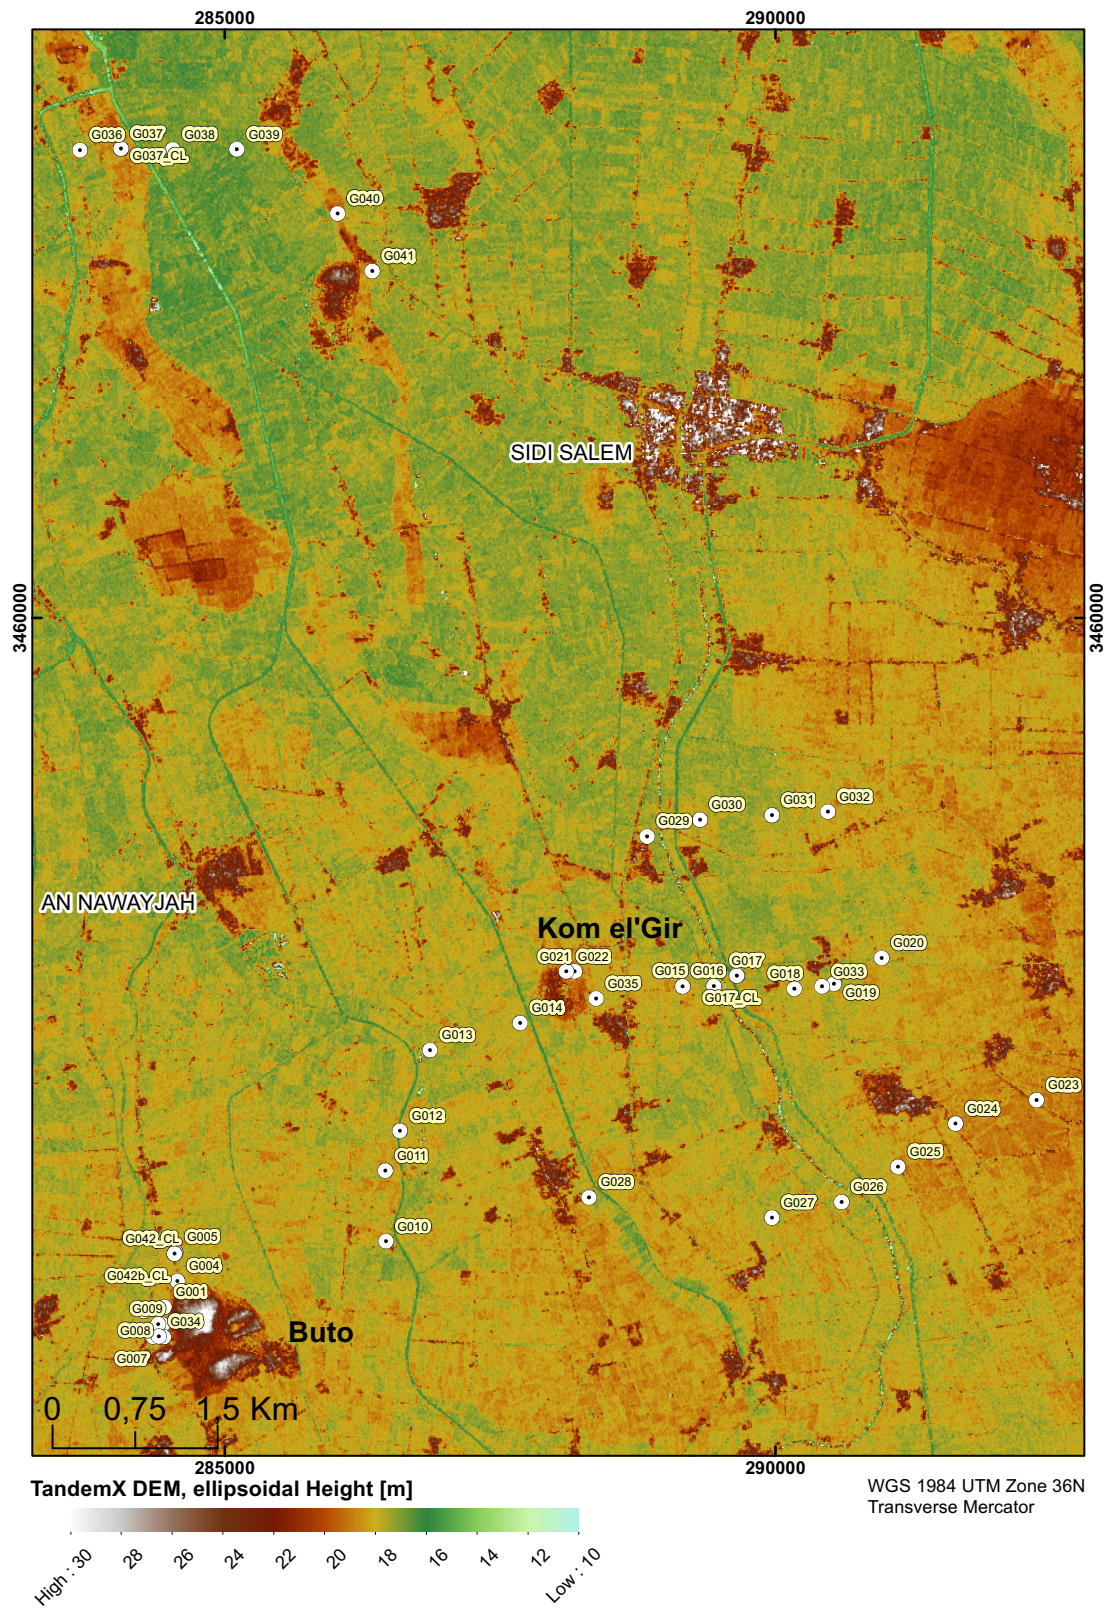 285000 290000
G036 G037 G038 G039
G037_CL
G040
G041
SIDI SALEM
3460000 3460000
G030 G031 G032
G029
AN NAWAYJAH
Kom el'Gir
G020
G021 G022 G015 G016 G017 G018 G033
G035 G017_CL G019
G014
G013
G023
G024
G012
G011 G025
G028 G026
G027
G010
G042_CL G005
G004
G042b_CL
G001
G009 G034
G008 Buto
G007
0 0,75 1,5 Km
285000 290000
TandemX DEM, ellipsoidal Height [m]
WGS 1984 UTM Zone 36N
Transverse Mercator
High : 30 28 26 24 22 20 18 16 14 12 Low : 10